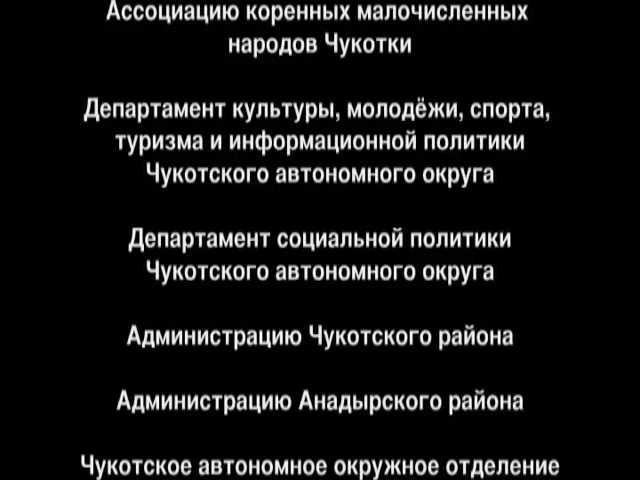 Ассоциацию коренных малочисленных
народов Чукотки
Департамент культуры, молодёжи, спорта,
туризма и информационной политики
Чукотского автономного округа
Департамент социальной политики
Чукотского автономного округа
Администрацию Чукотского района
Администрацию Анадырского района
Чукотское автономное окружное отделение